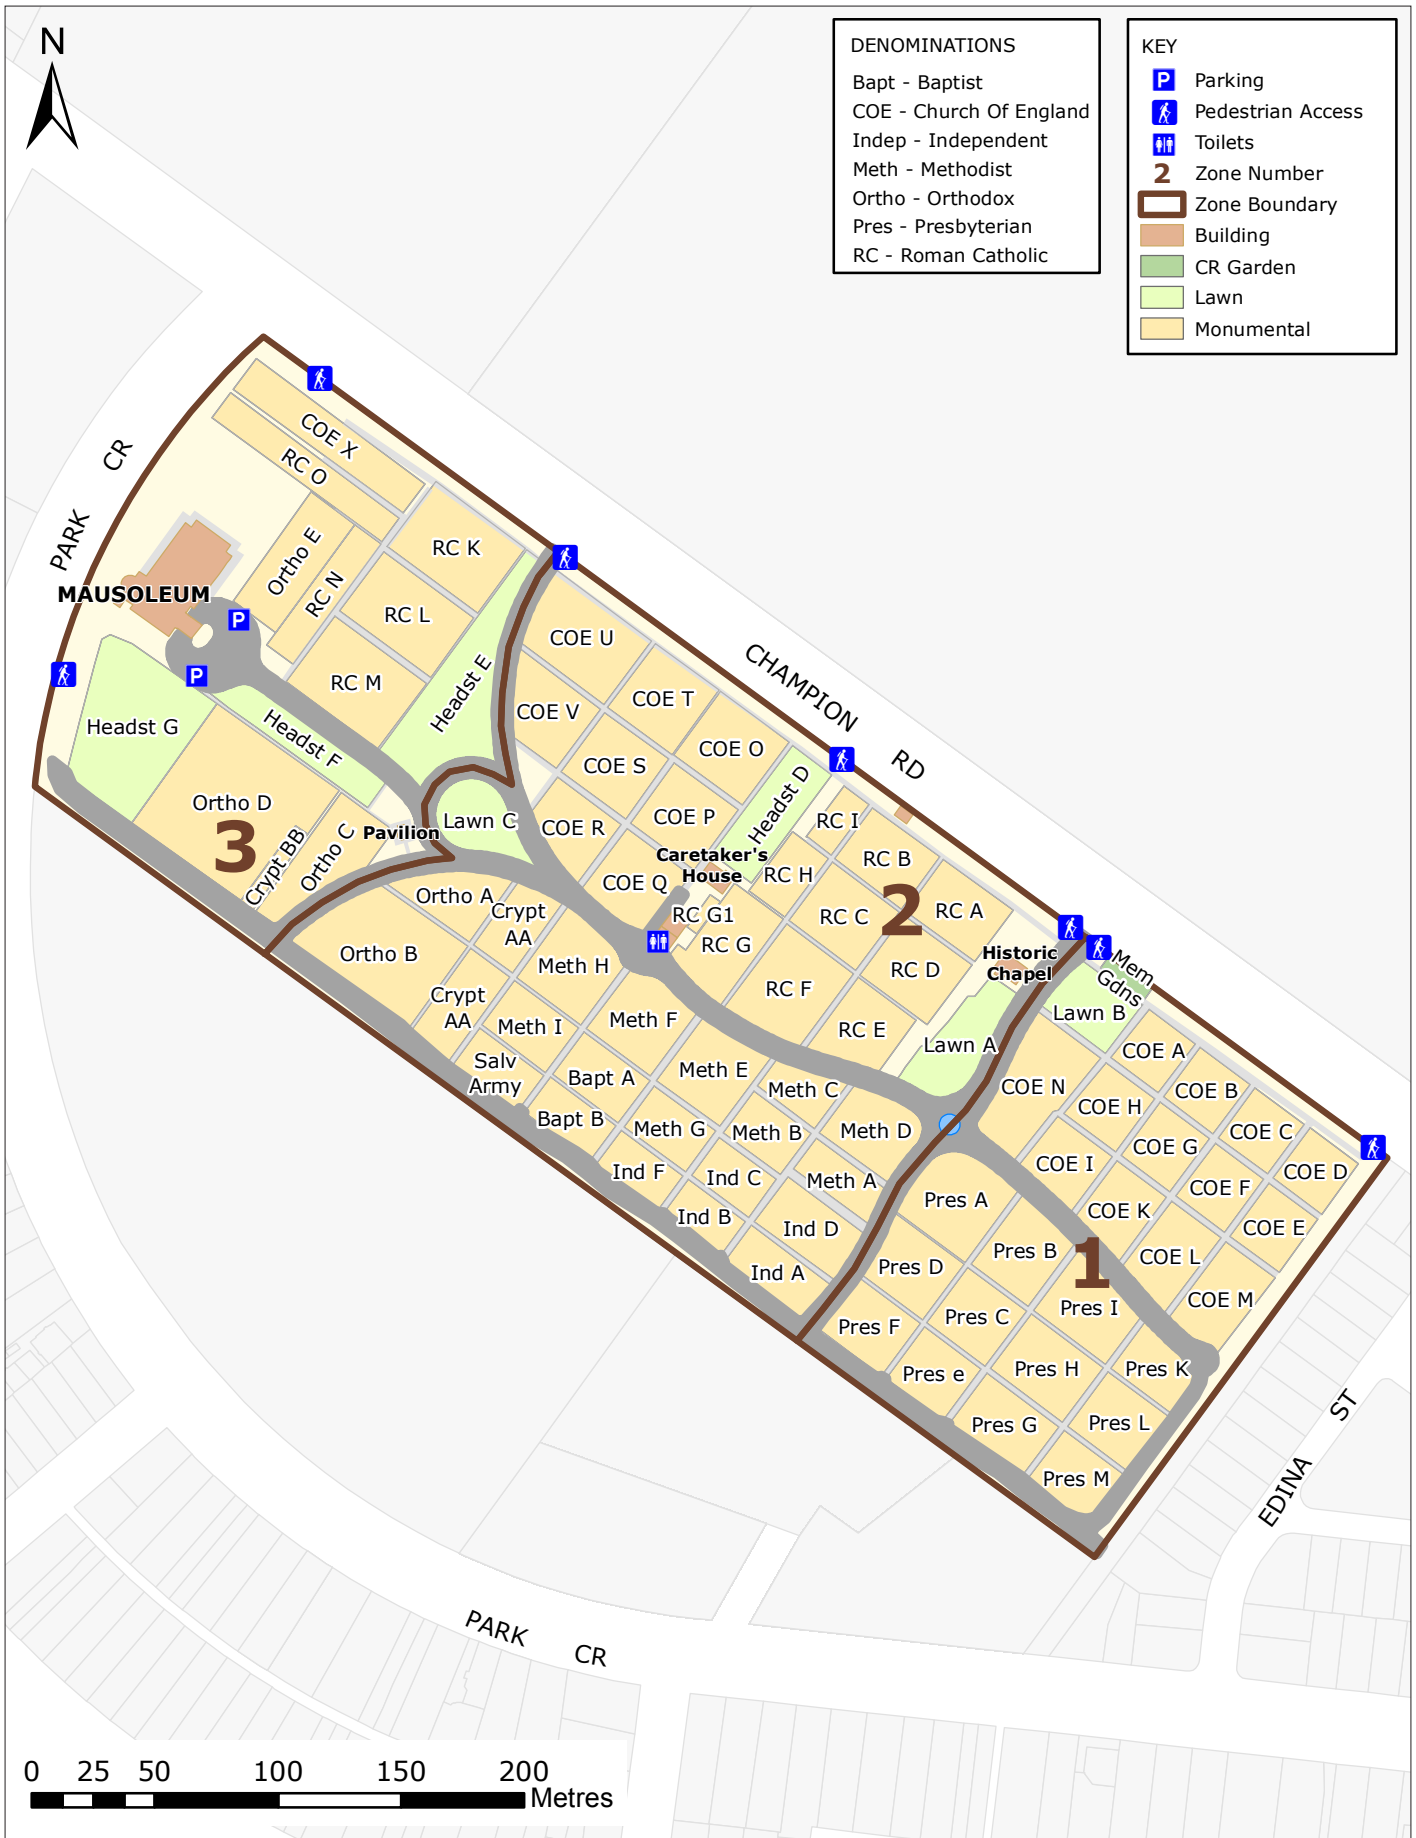 N
DENOMINATIONS
Bapt - Baptist
COE - Church Of England
Indep - Independent
Meth - Methodist
Ortho - Orthodox
Pres - Presbyterian
RC - Roman Catholic
KEY
P Parking
Pedestrian Access
Toilets
2 Zone Number
Zone Boundary
Building
CR Garden
Lawn
Monumental
PARK CR
CHAMPION RD
EDINA ST
PARK CR
COE X
RC O
Ortho E
RC N
RC K
RC L
RC M
MAUSOLEUM
P
P
Headst G
Headst F
Headst E
Ortho D
3
Crypt BB
Ortho C
Pavilion
Lawn C
COE U
COE V
COE T
COE S
COE O
COE R
COE P
COE Q
Headst D
Caretaker's
House
RC I
RC H
RC B
RC C
2
RC A
RC G1
RC G
RC D
RC F
RC E
Historic
Chapel
Lawn A
Ortho A
Ortho B
Crypt
AA
Crypt
AA
Meth H
Meth I
Meth F
Salv
Army
Bapt A
Bapt B
Meth E
Meth C
Meth G
Meth B
Meth D
Meth A
Ind F
Ind C
Ind B
Ind D
Ind A
Mem
Gdns
Lawn B
COE N
COE A
COE B
COE C
COE D
COE H
COE G
COE F
COE E
COE I
COE K
COE L
COE M
1
Pres A
Pres B
Pres D
Pres C
Pres I
Pres F
Pres e
Pres H
Pres K
Pres G
Pres L
Pres M
0 25 50 100 150 200
Metres